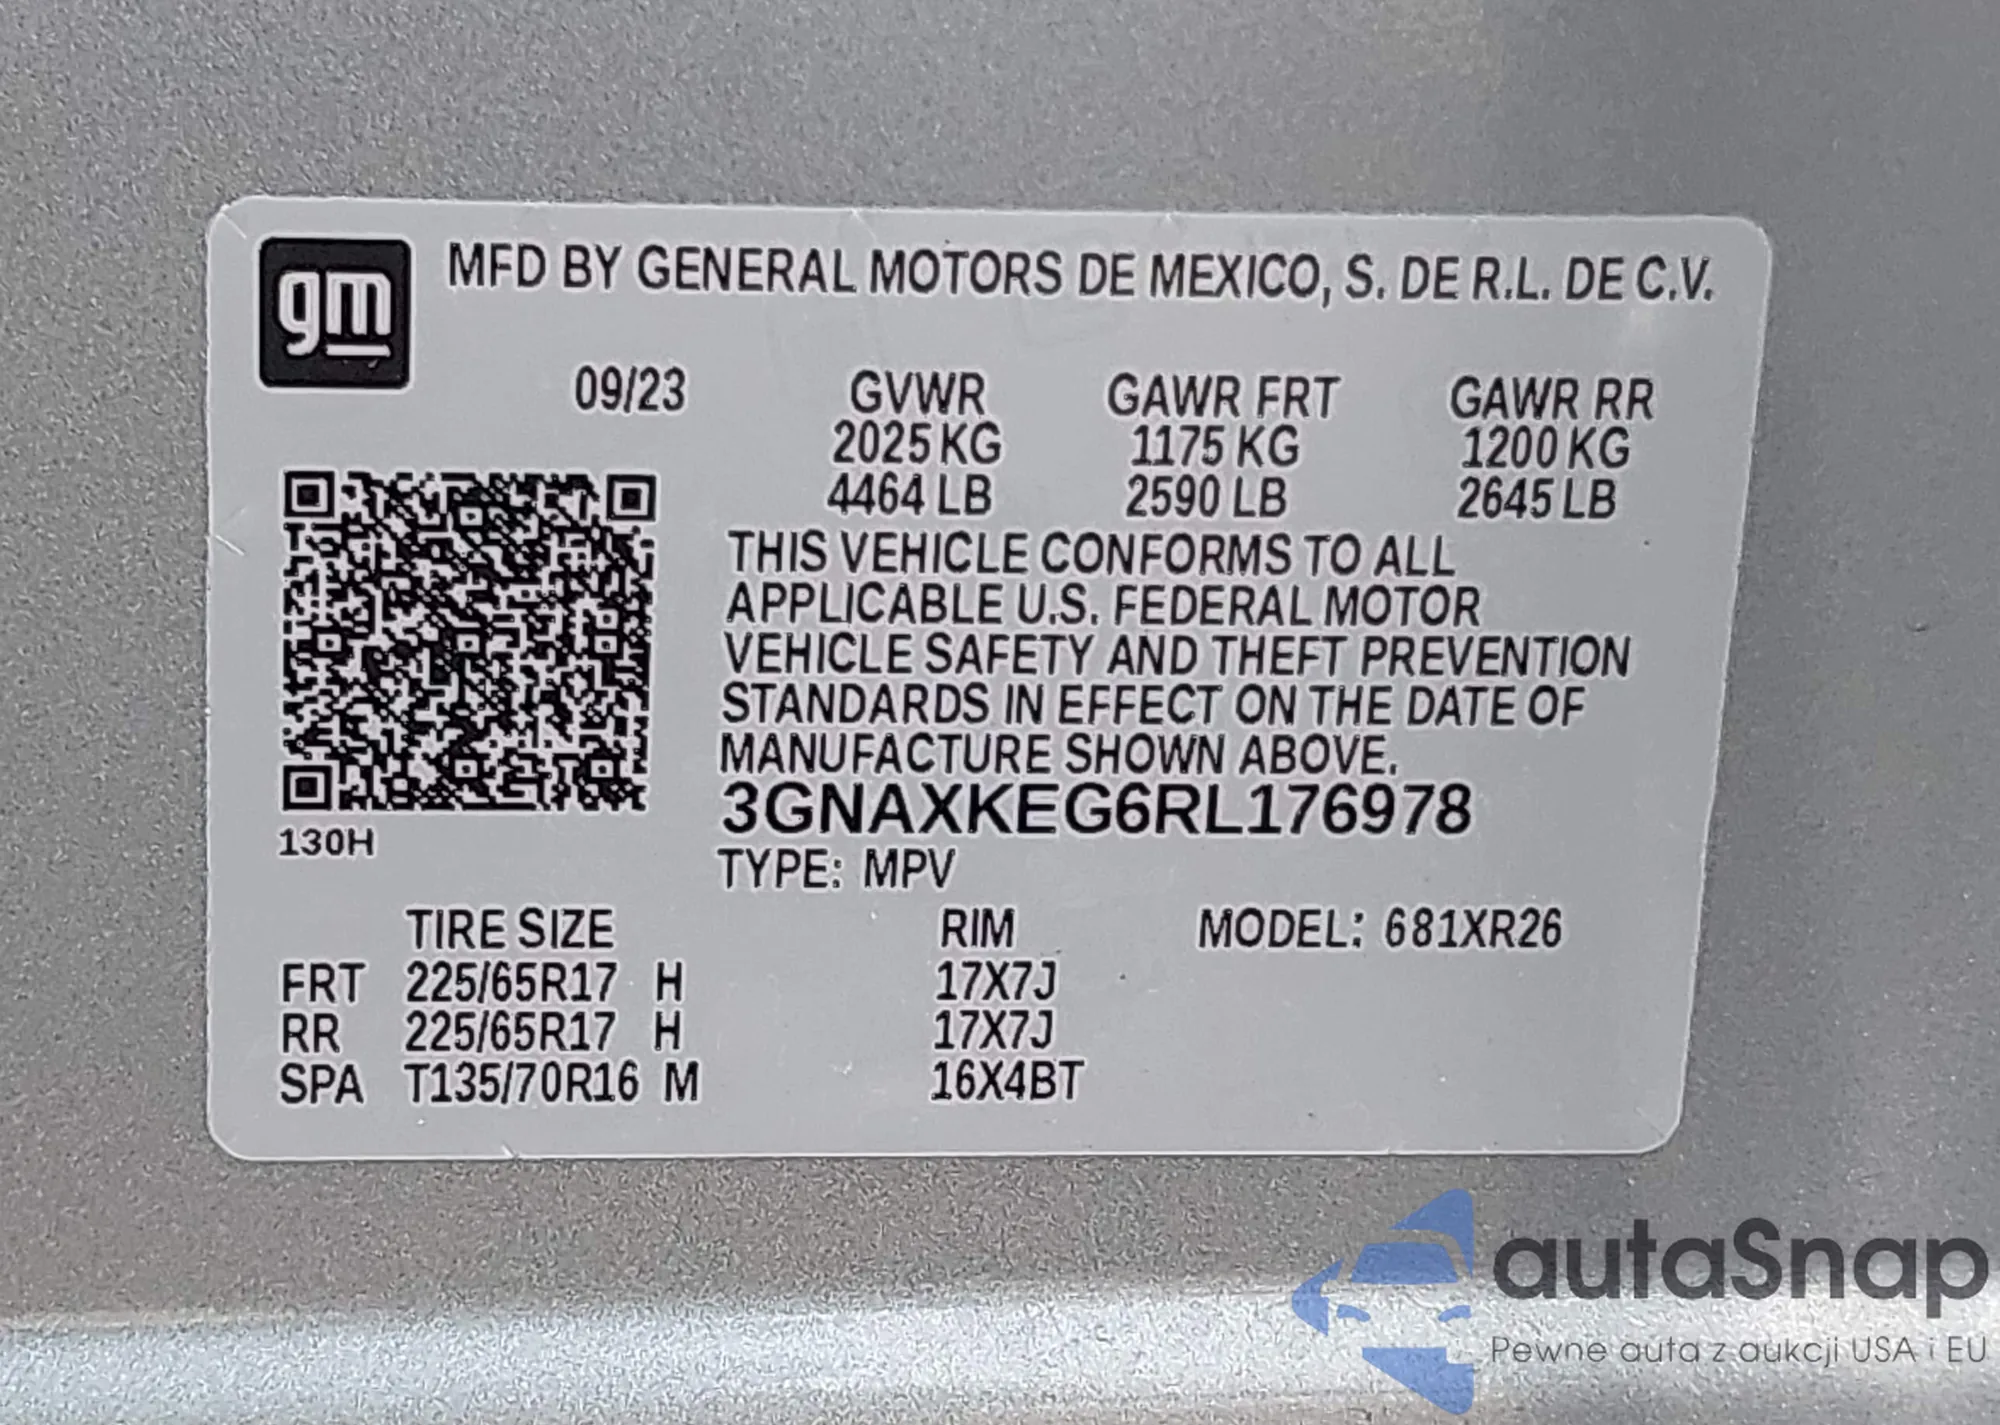 gm
MFD BY GENERAL MOTORS DE MEXICO, S. DE R.L. DE C.V.
09/23 GVWR GAWR FRT GAWR RR
2025 KG 1175 KG 1200 KG
4464 LB 2590 LB 2645 LB
THIS VEHICLE CONFORMS TO ALL
APPLICABLE U.S. FEDERAL MOTOR
VEHICLE SAFETY AND THEFT PREVENTION
STANDARDS IN EFFECT ON THE DATE OF
MANUFACTURE SHOWN ABOVE.
3GNAXKEG6RL176978
130H
TYPE: MPV
TIRE SIZE RIM MODEL: 681XR26
FRT 225/65R17 H 17X7J
RR 225/65R17 H 17X7J
SPA T135/70R16 M 16X4BT
autaSnap
Pewne auta z aukcji USA i EU